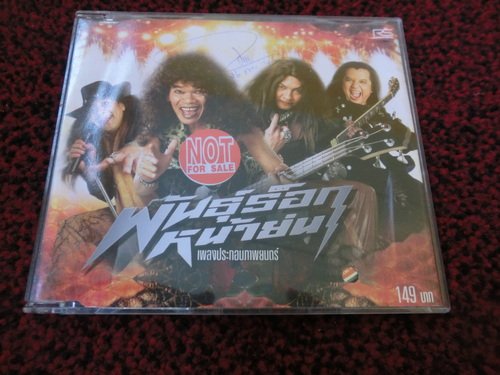 RS
NOT
FOR SALE
พันธุ์ร็อก
หน้าย่น
เพลงประกอบภาพยนตร์
149 บาท